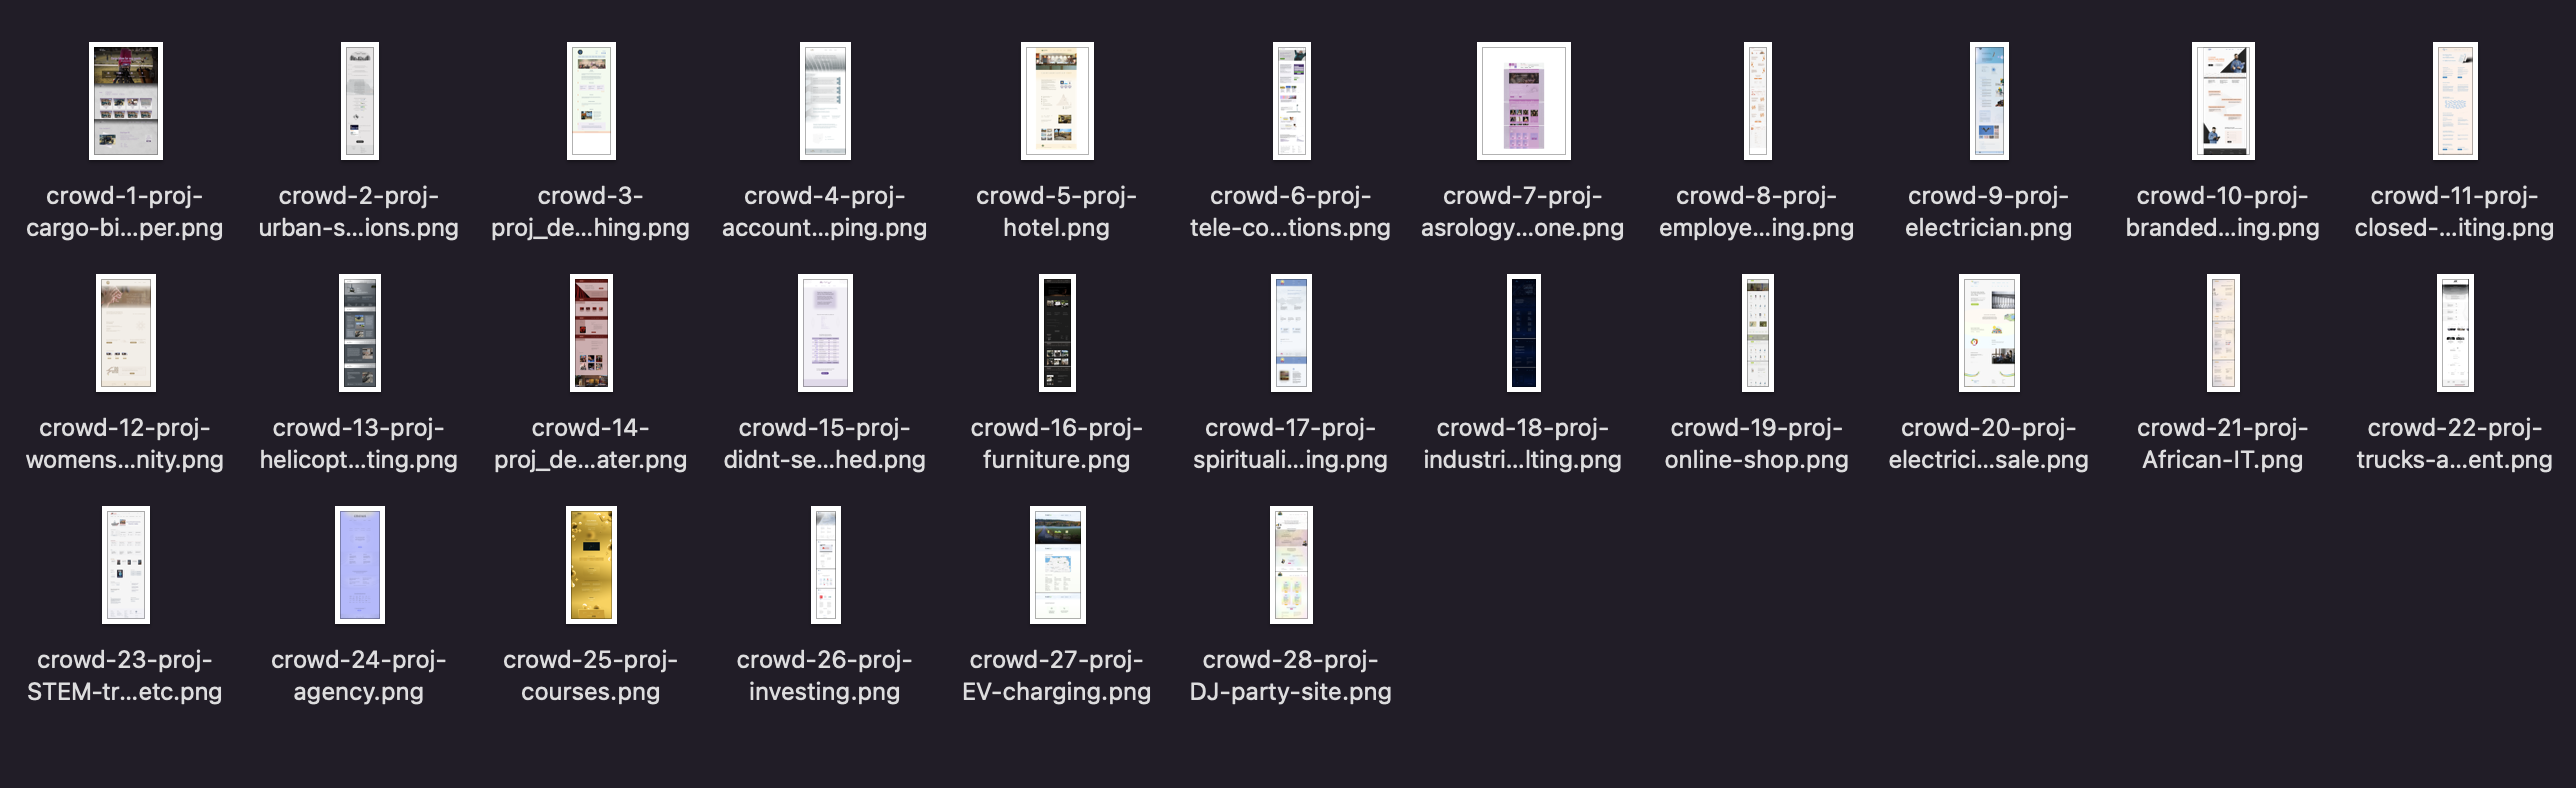 crowd-1-proj-
cargo-bi...per.png
crowd-2-proj-
urban-s...ions.png
crowd-3-
proj_de...hing.png
crowd-4-proj-
account...ping.png
crowd-5-proj-
hotel.png
crowd-6-proj-
tele-co...tions.png
crowd-7-proj-
asrology...one.png
crowd-8-proj-
employe...ing.png
crowd-9-proj-
electrician.png
crowd-10-proj-
branded...ing.png
crowd-11-proj-
closed-...iting.png
crowd-12-proj-
womens...nity.png
crowd-13-proj-
helicopt...ting.png
crowd-14-
proj_de...ater.png
crowd-15-proj-
didnt-se...hed.png
crowd-16-proj-
furniture.png
crowd-17-proj-
spirituali...ing.png
crowd-18-proj-
industri...lting.png
crowd-19-proj-
online-shop.png
crowd-20-proj-
electrici...sale.png
crowd-21-proj-
African-IT.png
crowd-22-proj-
trucks-a...ent.png
crowd-23-proj-
STEM-tr...etc.png
crowd-24-proj-
agency.png
crowd-25-proj-
courses.png
crowd-26-proj-
investing.png
crowd-27-proj-
EV-charging.png
crowd-28-proj-
DJ-party-site.png